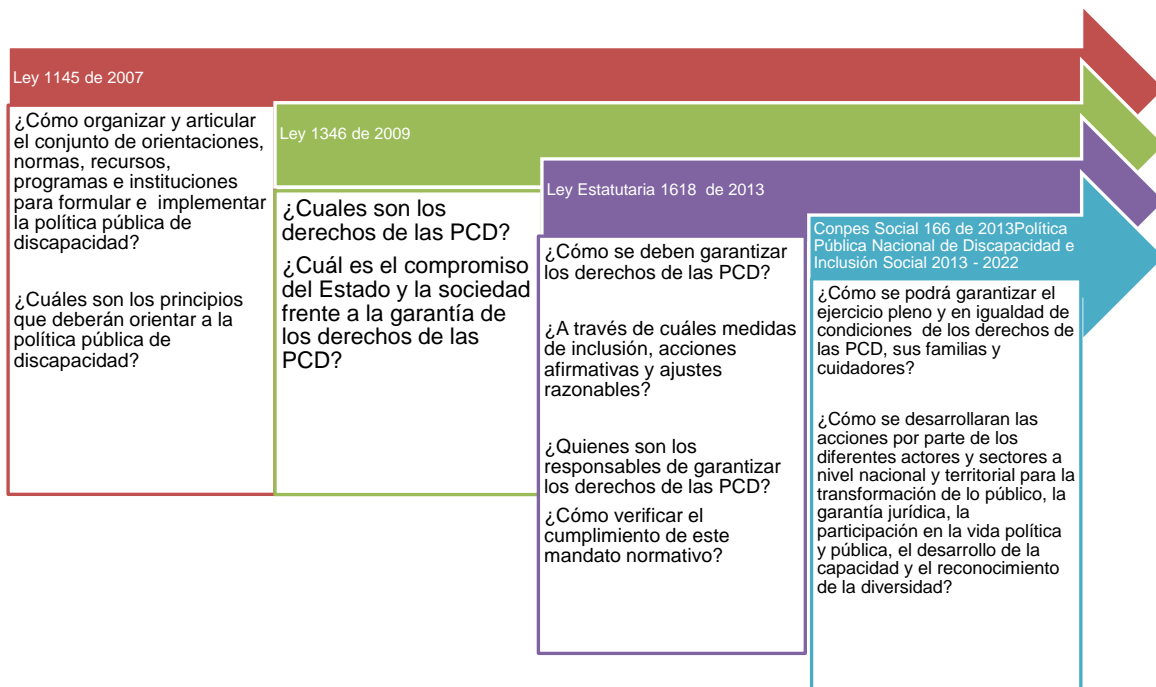 Ley 1145 de 2007
¿Cómo organizar y articular
el conjunto de orientaciones,
normas, recursos,
programas e instituciones
para formular e implementar
la política pública de
discapacidad?
¿Cuáles son los principios
que deberán orientar a la
política pública de
discapacidad?
Ley 1346 de 2009
¿Cuales son los
derechos de las PCD?
¿Cuál es el compromiso
del Estado y la sociedad
frente a la garantía de
los derechos de las
PCD?
Ley Estatutaria 1618 de 2013
¿Cómo se deben garantizar
los derechos de las PCD?
¿A través de cuáles medidas
de inclusión, acciones
afirmativas y ajustes
razonables?
¿Quienes son los
responsables de garantizar
los derechos de las PCD?
¿Cómo verificar el
cumplimiento de este
mandato normativo?
Conpes Social 166 de 2013Política
Pública Nacional de Discapacidad e
Inclusión Social 2013 - 2022
¿Cómo se podrá garantizar el
ejercicio pleno y en igualdad de
condiciones de los derechos de
las PCD, sus familias y
cuidadores?
¿Cómo se desarrollaran las
acciones por parte de los
diferentes actores y sectores a
nivel nacional y territorial para la
transformación de lo público, la
garantía jurídica, la
participación en la vida política
y pública, el desarrollo de la
capacidad y el reconocimiento
de la diversidad?